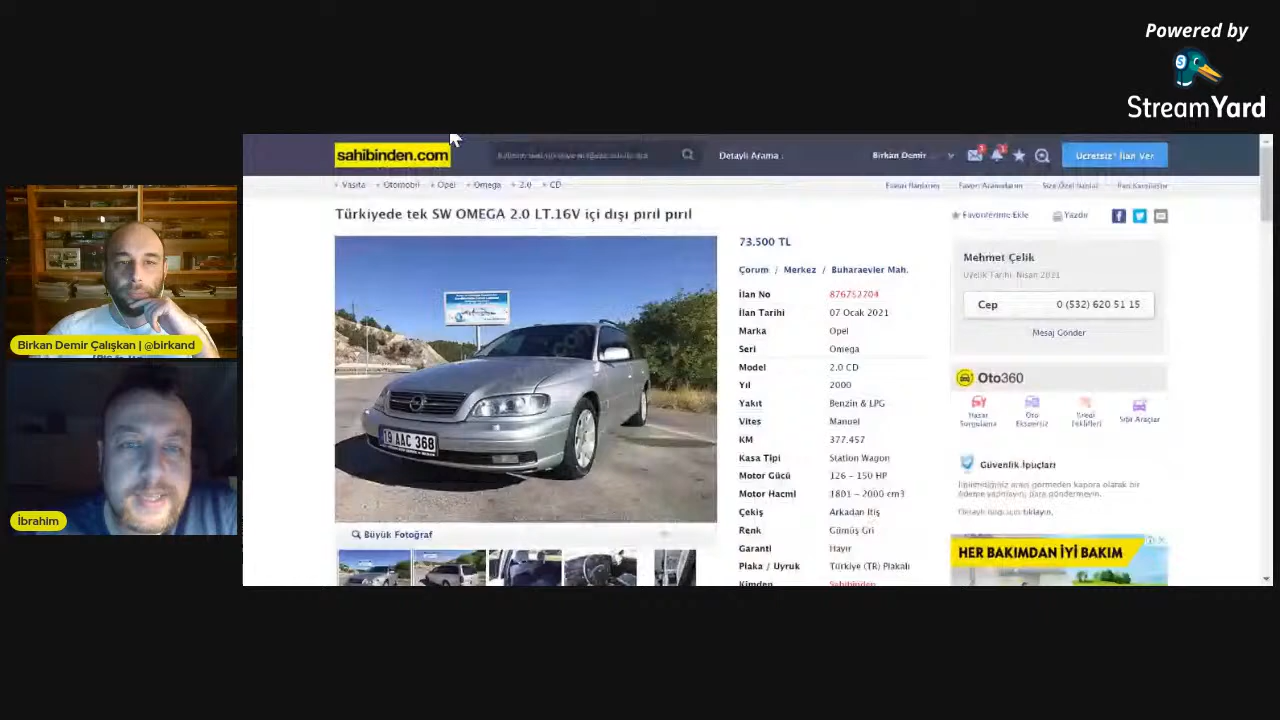 Powered by
StreamYard
sahibinden.com
Detaylı Arama
Birkan Demir
Ücretsiz* İlan Ver
Vasıta
Otomobil
Opel
Omega
2.0
CD
Türkiyede tek SW OMEGA 2.0 LT.16V içi dışı pırıl pırıl
Favorilerime Ekle
Yazdır
73.500 TL
Çorum / Merkez / Buharaevler Mah.
İlan No 876752704
İlan Tarihi 07 Ocak 2021
Marka Opel
Seri Omega
Model 2.0 CD
Yıl 2000
Yakıt Benzin & LPG
Vites Manuel
KM 377.457
Kasa Tipi Station Wagon
Motor Gücü 126 – 150 HP
Motor Hacmi 1801 – 2000 cm3
Çekiş Arkadan İtiş
Renk Gümüş Gri
Garanti Hayır
Plaka / Uyruk Türkiye (TR) Plakalı
Kimden Sahibinden
19 AAC 368
Büyük Fotoğraf
Mehmet Çelik
Üyelik Tarihi: Nisan 2021
Cep 0 (532) 620 51 15
Mesaj Gönder
Oto360
Güvenlik İpuçları
HER BAKIMDAN İYİ BAKIM
Birkan Demir Çalışkan | @birkand
İbrahim